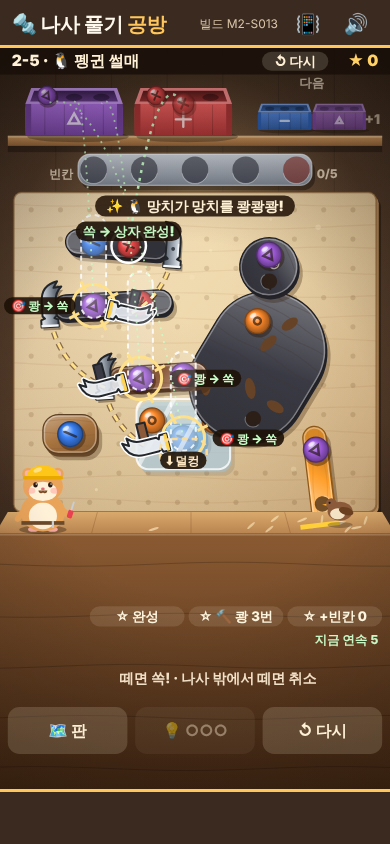 🔩 나사 풀기 공방 빌드 M2-S013
2-5 · 🐧 펭귄 썰매 ↺ 다시 ★ 0
다음
+1
빈칸 0/5
✨ 🐧 망치가 망치를 쾅쾅쾅!
쏙 → 상자 완성!
🎯 쾅 → 쏙
🎯 쾅 → 쏙
🎯 쾅 → 쏙
⬇ 덜컹
☆ 완성 ☆ 🔨 쾅 3번 ☆ +빈칸 0
지금 연속 5
떼면 쏙! · 나사 밖에서 떼면 취소
🗺️ 판 💡 ○○○ ↺ 다시